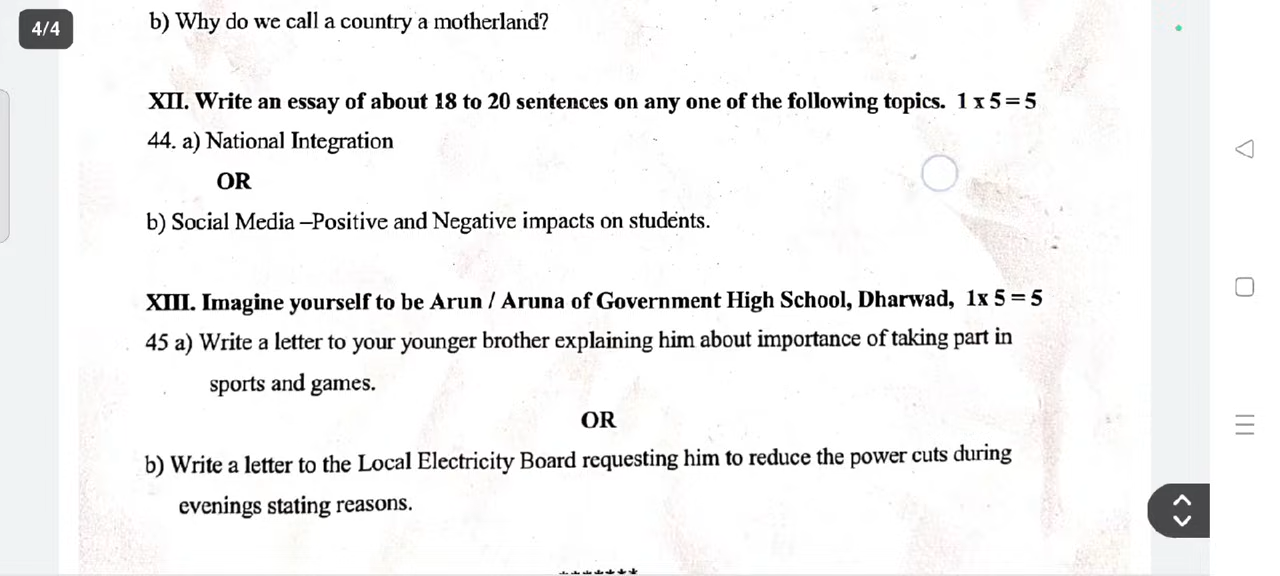 4/4
b) Why do we call a country a motherland?
XII. Write an essay of about 18 to 20 sentences on any one of the following topics. 1 x 5 = 5
44. a) National Integration
OR
b) Social Media –Positive and Negative impacts on students.
XIII. Imagine yourself to be Arun / Aruna of Government High School, Dharwad, 1x 5 = 5
45 a) Write a letter to your younger brother explaining him about importance of taking part in
sports and games.
OR
b) Write a letter to the Local Electricity Board requesting him to reduce the power cuts during
evenings stating reasons.
*******